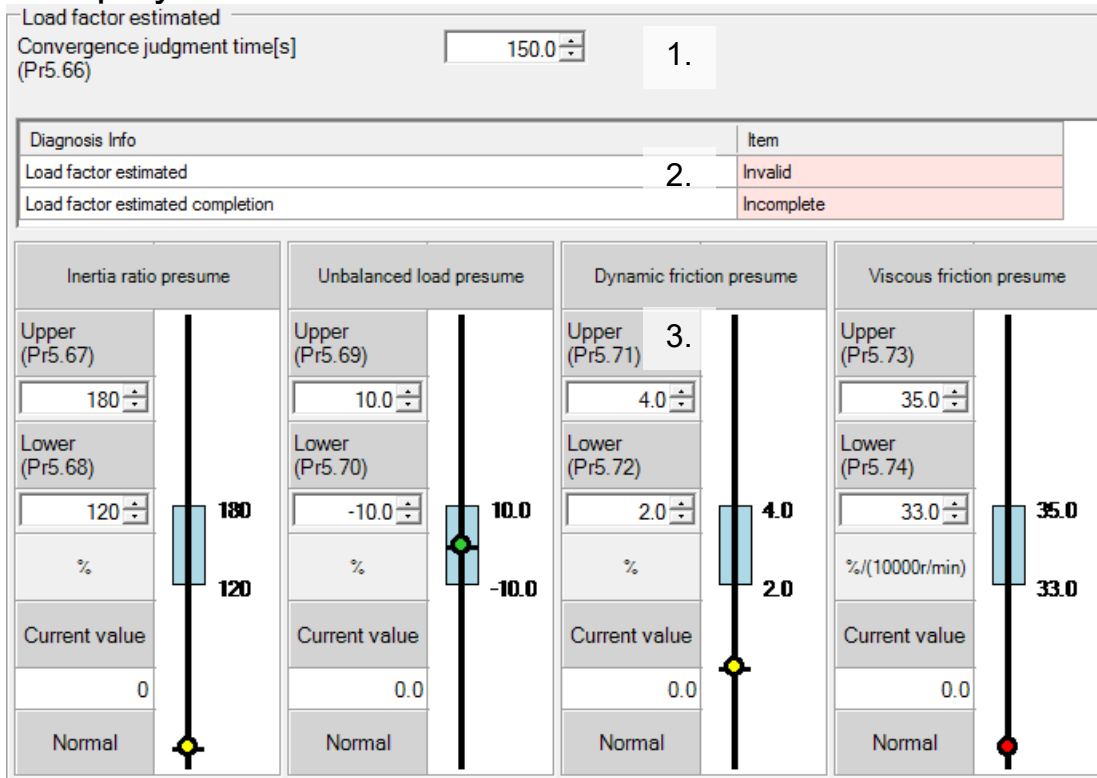 Load factor estimated
Convergence judgment time[s]
(Pr5.66)
150.0
1.
Diagnosis Info
Item
Load factor estimated
Invalid
2.
Load factor estimated completion
Incomplete
Inertia ratio presume
Unbalanced load presume
Dynamic friction presume
Viscous friction presume
3.
Upper
(Pr5.67)
180
Lower
(Pr5.68)
120
180
%
120
Current value
0
Normal
Upper
(Pr5.69)
10.0
Lower
(Pr5.70)
-10.0
10.0
%
-10.0
Current value
0.0
Normal
Upper
(Pr5.71)
4.0
Lower
(Pr5.72)
2.0
4.0
%
2.0
Current value
0.0
Normal
Upper
(Pr5.73)
35.0
Lower
(Pr5.74)
33.0
35.0
%/(10000r/min)
33.0
Current value
0.0
Normal